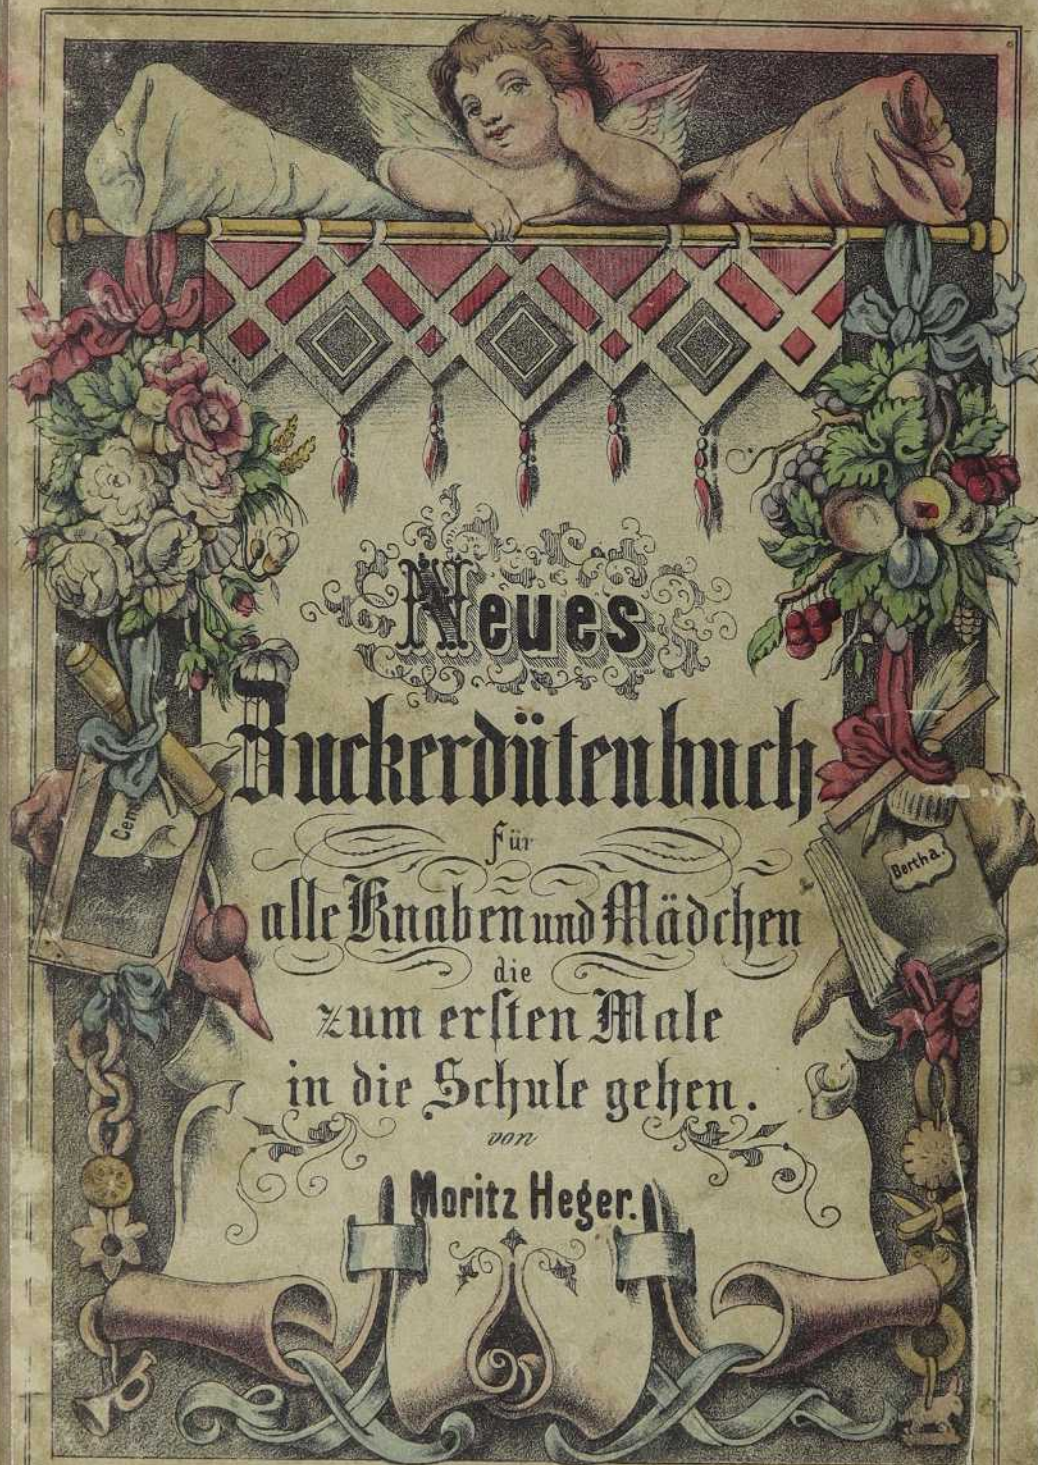 Neues
Zuckerdütenbuch
für
alle Knaben und Mädchen
die
zum ersten Male
in die Schule gehen.
von
Moritz Heger.
Bertha.